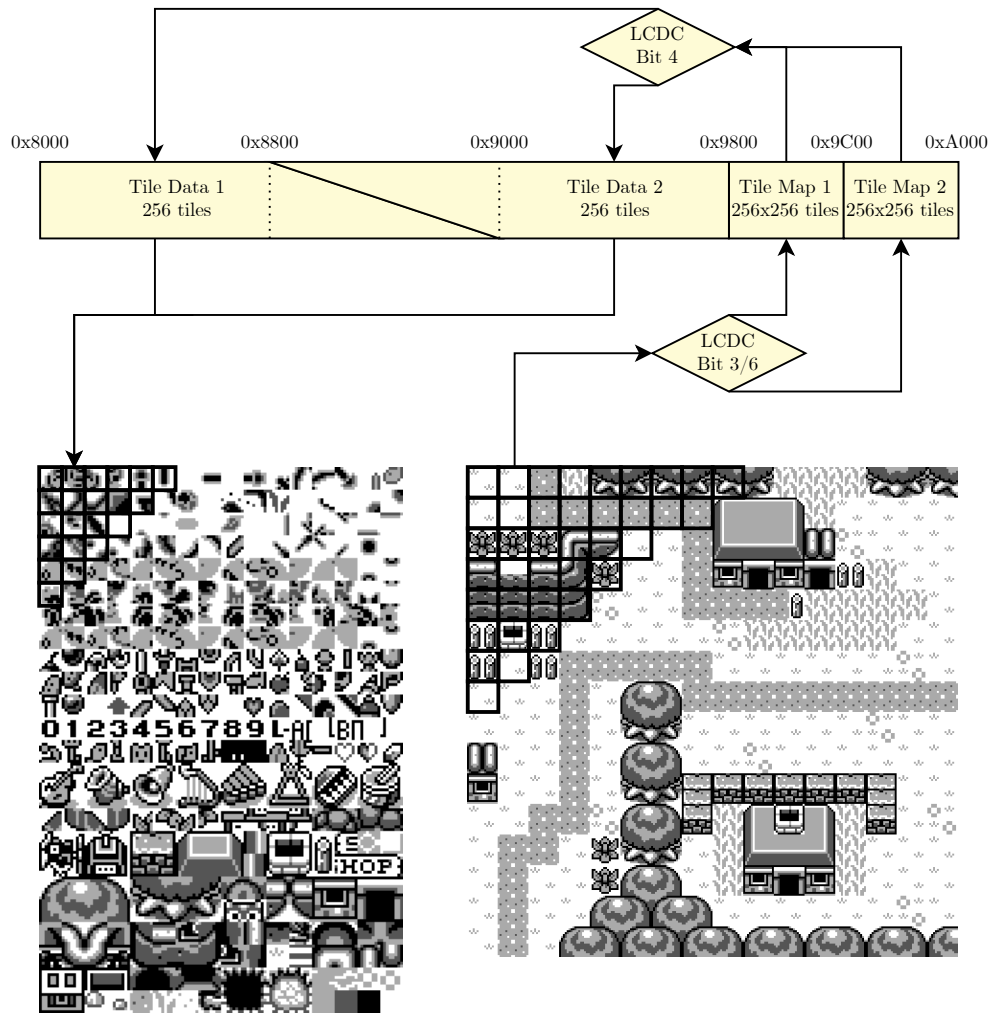 LCDC
Bit 4
0x8000
0x8800
0x9000
0x9800
0x9C00
0xA000
Tile Data 1
256 tiles
Tile Data 2
256 tiles
Tile Map 1
256x256 tiles
Tile Map 2
256x256 tiles
LCDC
Bit 3/6
0123456789